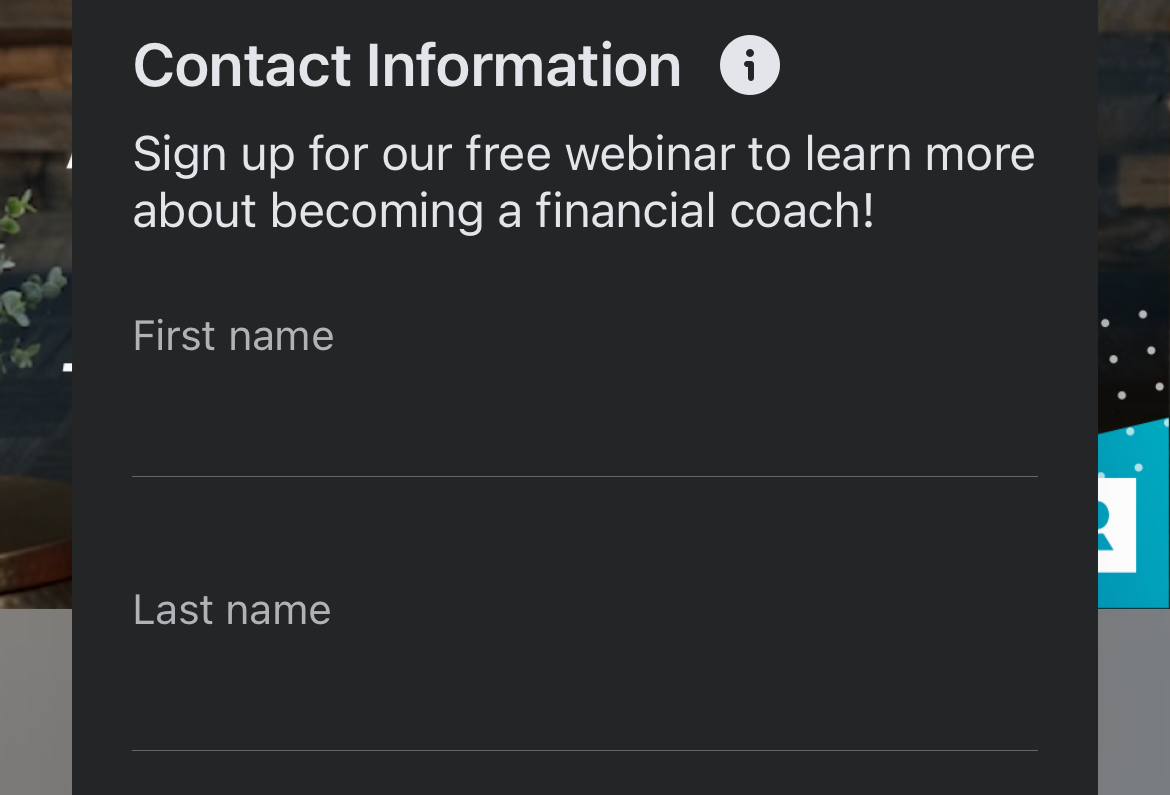 Contact Information
Sign up for our free webinar to learn more
about becoming a financial coach!
First name
Last name